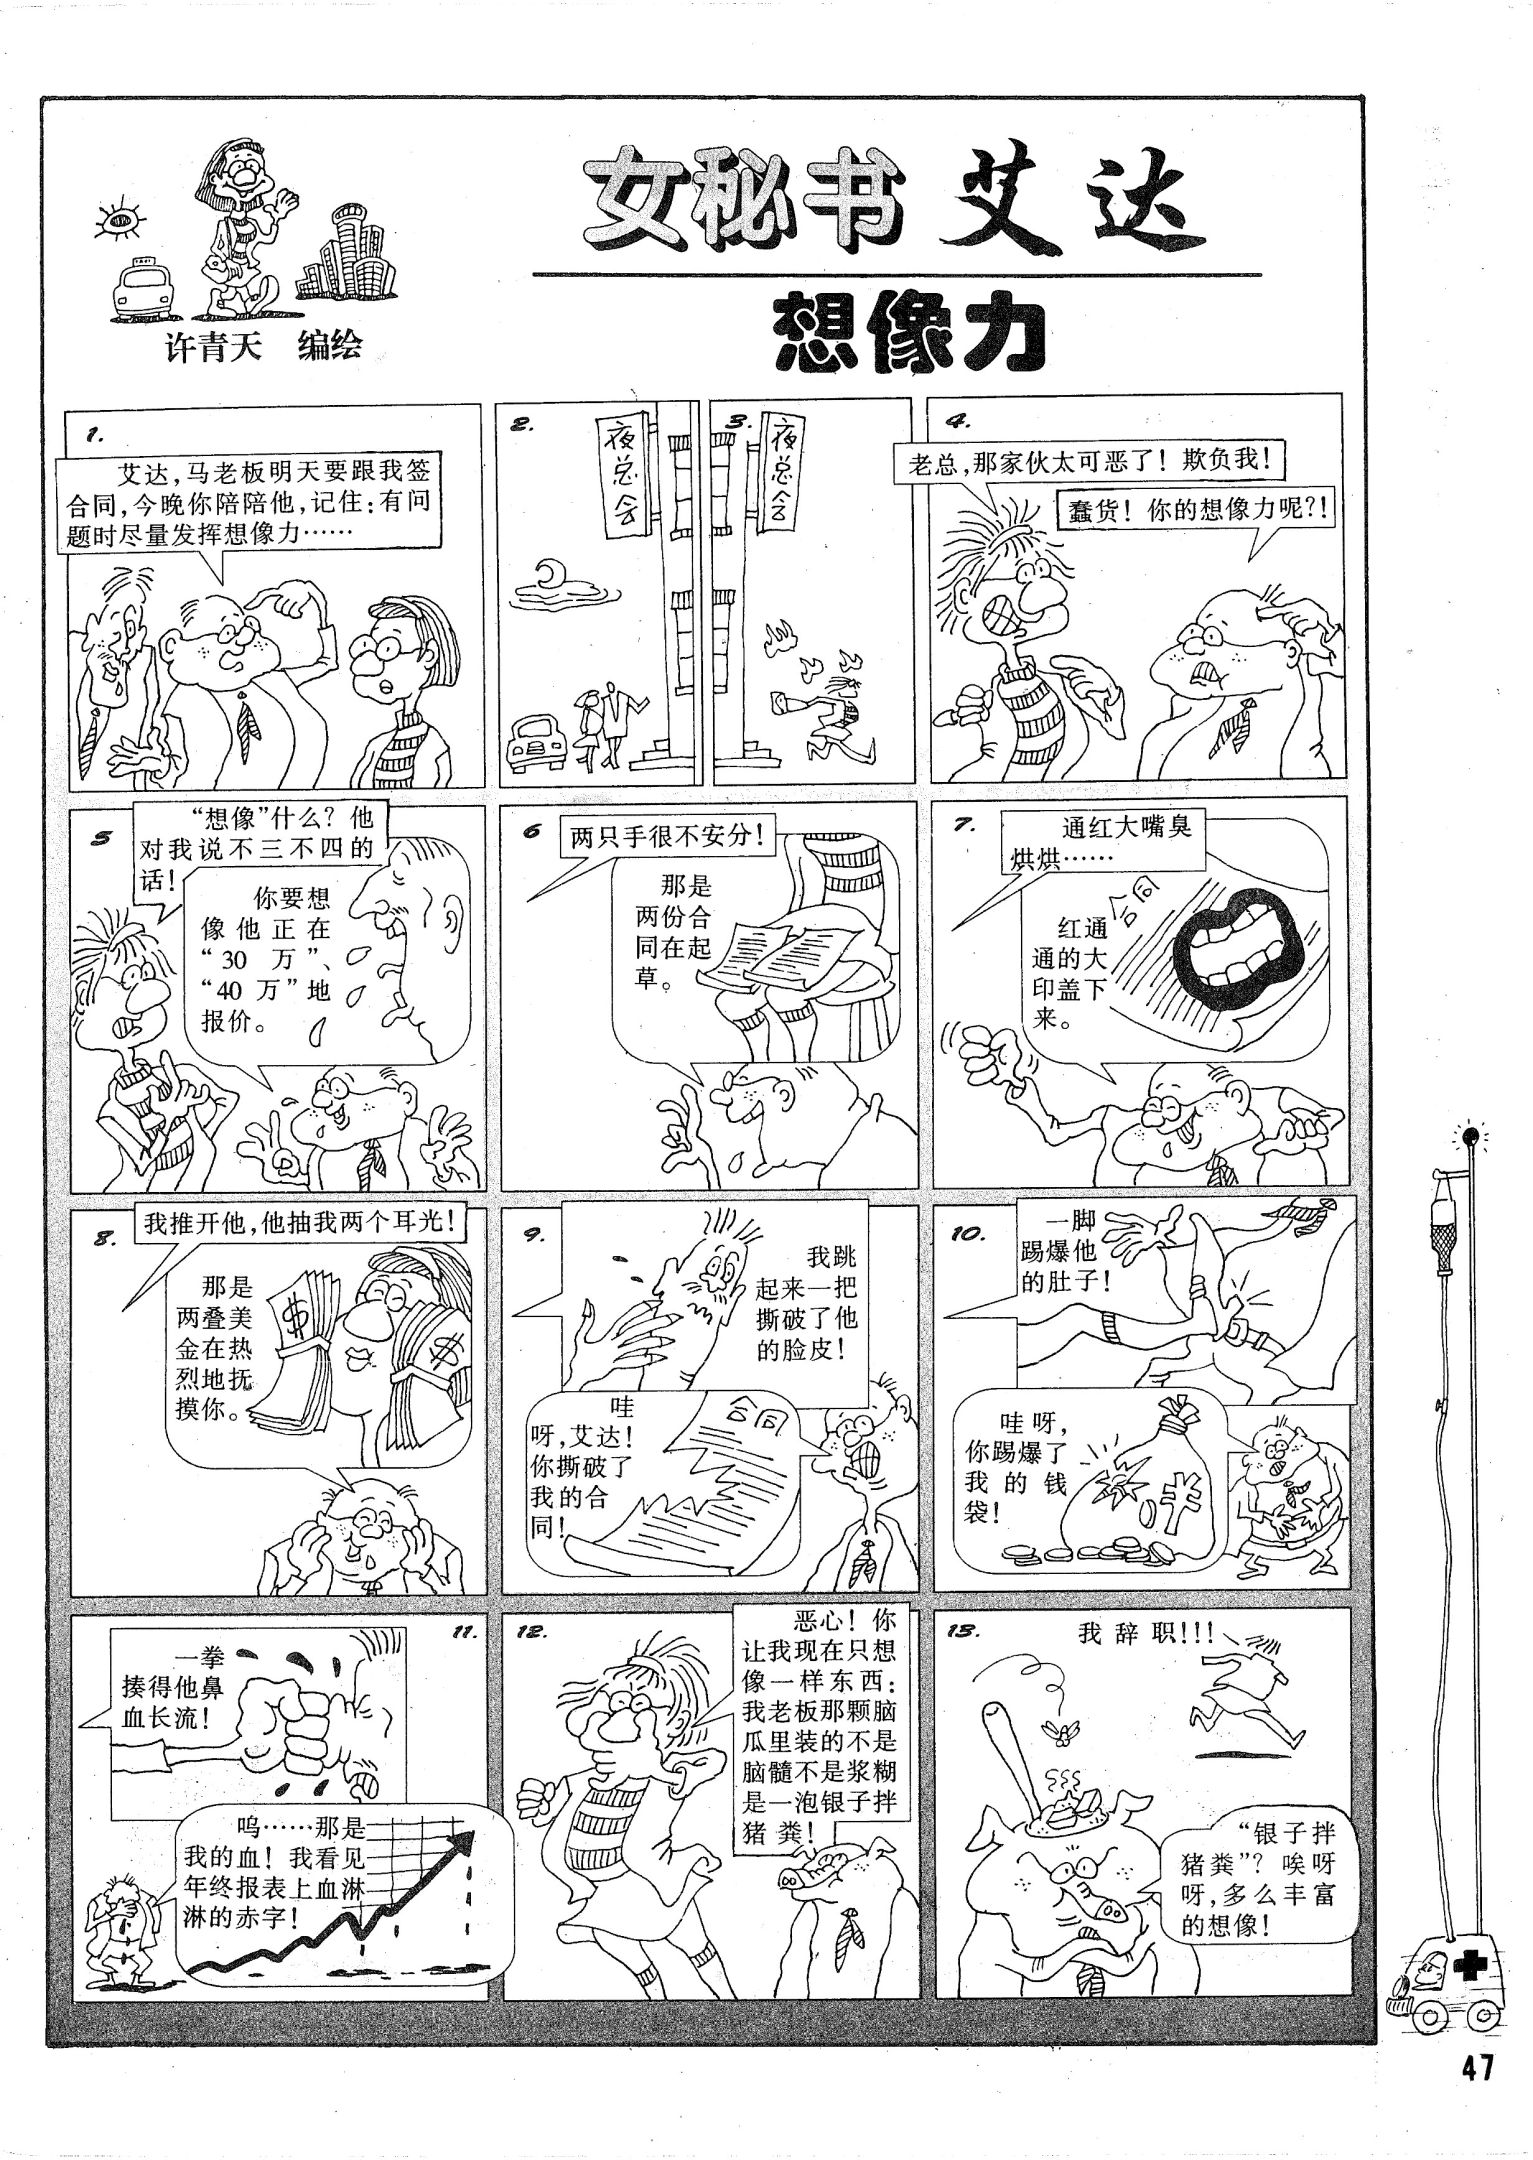 女秘书 艾达
想像力
许青天 编绘
TAXI
1.
艾达,马老板明天要跟我签
合同,今晚你陪陪他,记住:有问
题时尽量发挥想像力……
2.
夜总会
3.
夜总会
4.
老总,那家伙太可恶了!欺负我!
蠢货!你的想像力呢?!
5
“想像”什么?他
对我说不三不四的
话!
你要想
像他正在
“30万”、
“40万”地
报价。
6
两只手很不安分!
那是
两份合
同在起
草。
7.
通红大嘴臭
烘烘……
合同
红通
通的大
印盖下
来。
8.
我推开他,他抽我两个耳光!
那是
两叠美
金在热
烈地抚
摸你。
$
$
9.
我跳
起来一把
撕破了他
的脸皮!
哇
呀,艾达!
你撕破了
我的合
同!
合同
10.
一脚
踢爆他
的肚子!
哇呀,
你踢爆了
我的钱
袋!
11.
一拳
揍得他鼻
血长流!
呜……那是
我的血!我看见
年终报表上血淋
淋的赤字!
12.
恶心!你
让我现在只想
像一样东西:
我老板那颗脑
瓜里装的不是
脑髓不是浆糊
是一泡银子拌
猪粪!
13.
我辞职!!!
“银子拌
猪粪”?唉呀
呀,多么丰富
的想像!
47